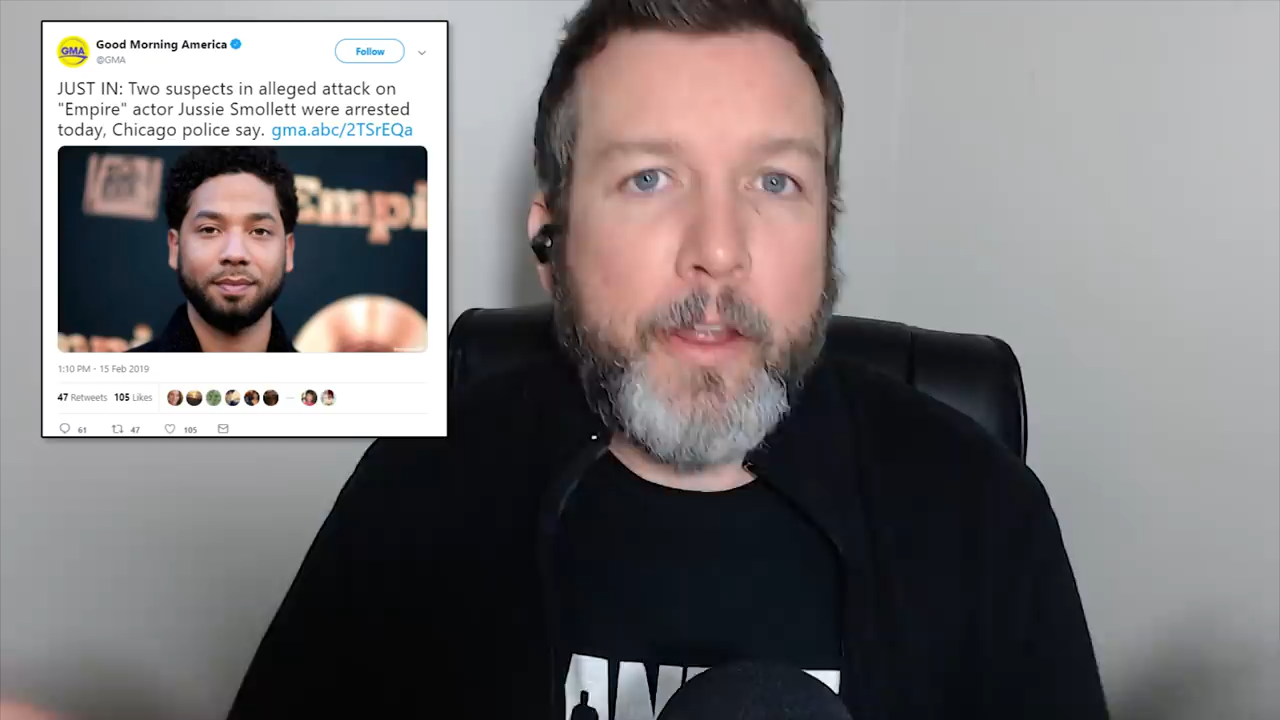 GMA
Good Morning America
@GMA
Follow
JUST IN: Two suspects in alleged attack on
"Empire" actor Jussie Smollett were arrested
today, Chicago police say. gma.abc/2TSrEQa
Empi
1:10 PM - 15 Feb 2019
47 Retweets 105 Likes
61 47 105